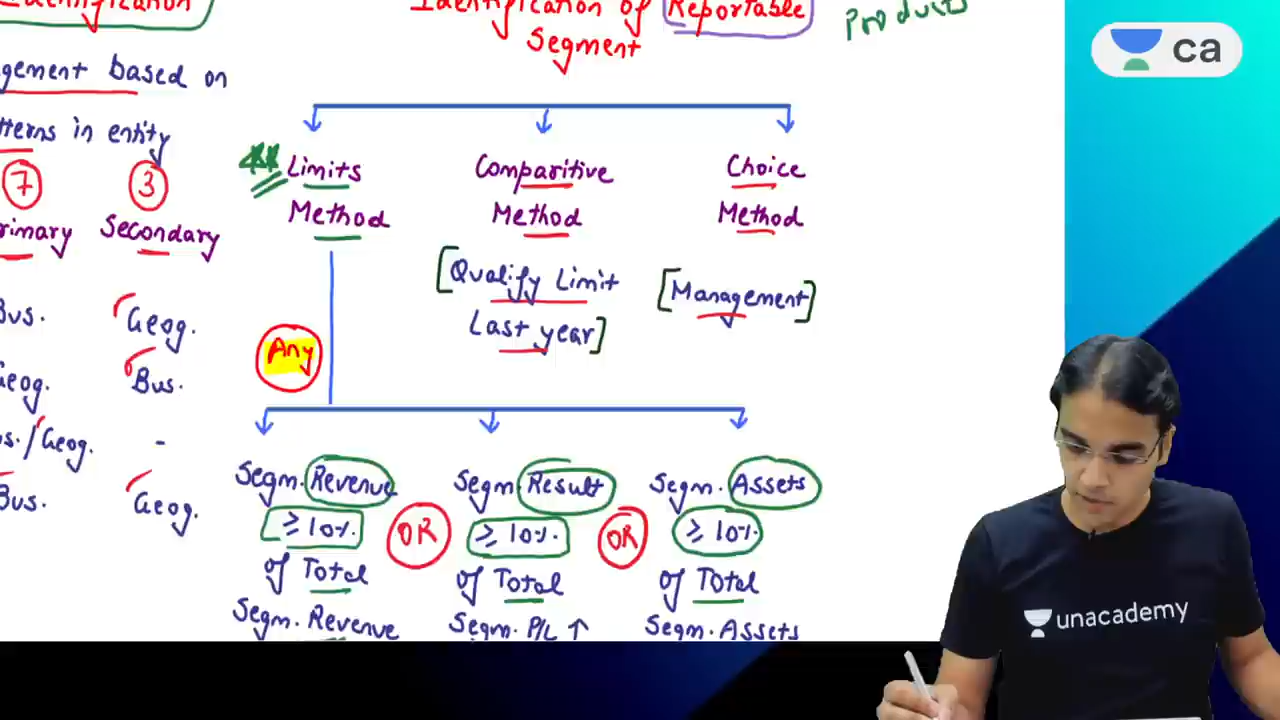 Identification
Identification of Reportable
Segment
Products
ca
gement based on
tterns in entity
7
3
rimary
Secondary
Bus.
Geog.
Geog.
Bus.
s./Geog.
-
Bus.
Geog.
** Limits
Method
Comparitive
Method
[Qualify Limit
Last year]
Choice
Method
[Management]
Any
Segm. Revenue
≥ 10%
of Total
Segm. Revenue
OR
Segm. Result
≥ 10%.
of Total
Segm. P/L ↑
OR
Segm. Assets
≥ 10%
of Total
Segm. Assets
unacademy